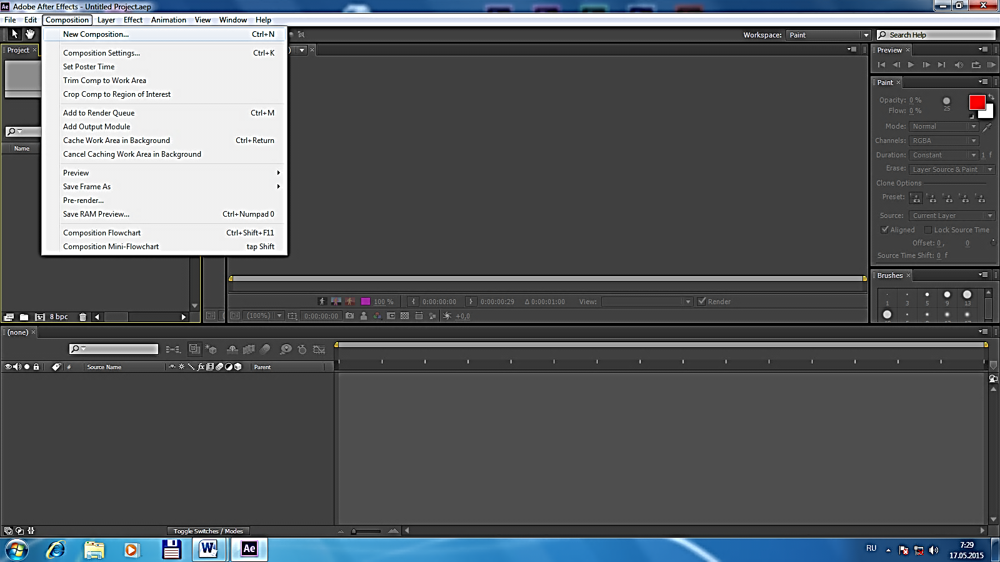 Adobe After Effects - Untitled Project.aep
File Edit Composition Layer Effect Animation View Window Help
New Composition... Ctrl+N
Composition Settings... Ctrl+K
Set Poster Time
Trim Comp to Work Area
Crop Comp to Region of Interest
Add to Render Queue Ctrl+M
Add Output Module
Cache Work Area in Background Ctrl+Return
Cancel Caching Work Area in Background
Preview
Save Frame As
Pre-render...
Save RAM Preview... Ctrl+Numpad 0
Composition Flowchart Ctrl+Shift+F11
Composition Mini-Flowchart tap Shift
Workspace: Paint
Search Help
Project
Name
8 bpc
Preview
Paint
Opacity: 0 %
Flow: 0 %
25
Mode: Normal
Channels: RGBA
Duration: Constant 1 f
Erase: Layer Source & Paint
Clone Options
Preset:
Source: Current Layer
Aligned Lock Source Time
Offset: 0 , 0
Source Time Shift: 0 f
Brushes
1 3 5 9 13
100 % 0:00:00:00 0:00:00:29 Δ 0:00:01:00 View: Render
(100%) 0:00:00:00 +0,0
(none)
# Source Name fx Parent
Toggle Switches / Modes
W Ae
RU
7:29
17.05.2015